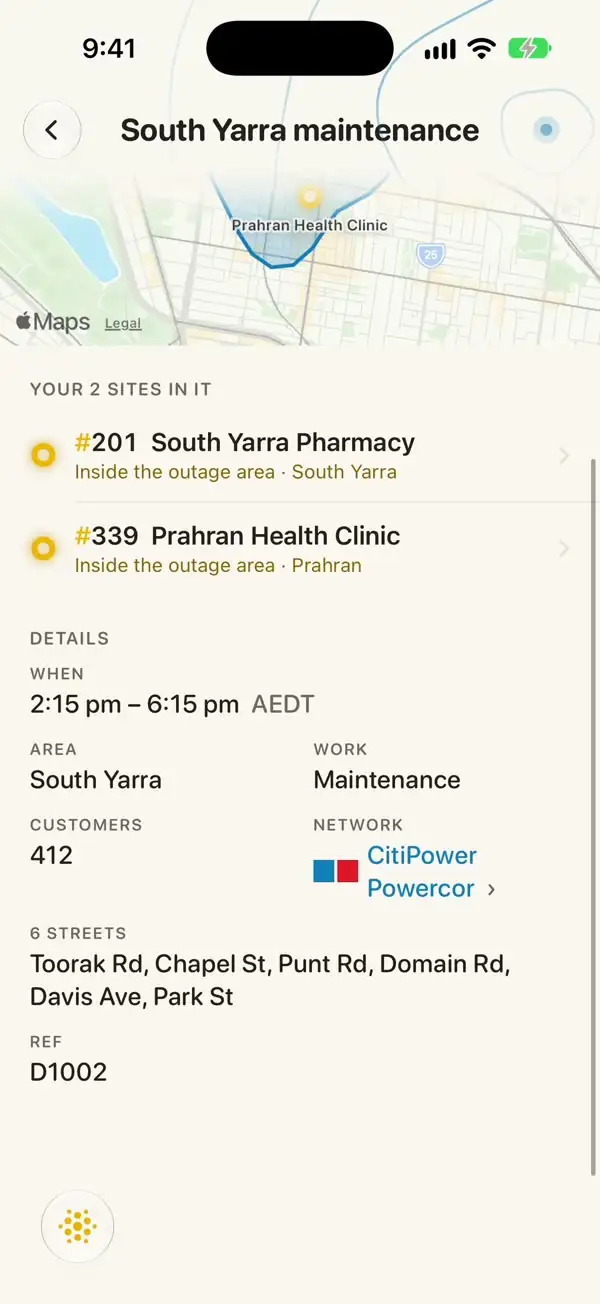 9:41
South Yarra maintenance
Prahran Health Clinic
26
Maps Legal
YOUR 2 SITES IN IT
#201 South Yarra Pharmacy
Inside the outage area · South Yarra
#339 Prahran Health Clinic
Inside the outage area · Prahran
DETAILS
WHEN
2:15 pm – 6:15 pm AEDT
AREA
South Yarra
WORK
Maintenance
CUSTOMERS
412
NETWORK
CitiPower
Powercor ›
6 STREETS
Toorak Rd, Chapel St, Punt Rd, Domain Rd,
Davis Ave, Park St
REF
D1002